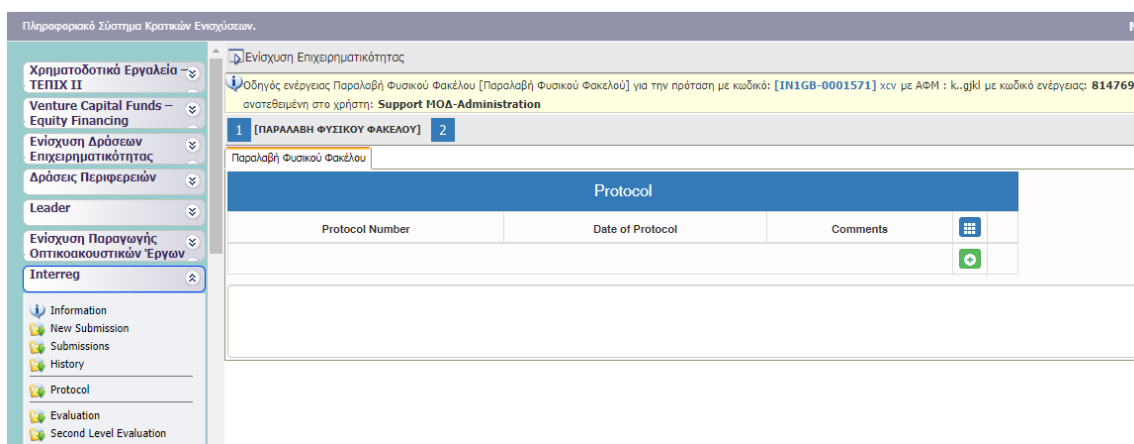 Πληροφοριακό Σύστημα Κρατικών Ενισχύσεων.
Χρηματοδοτικά Εργαλεία –
ΤΕΠΙΧ ΙΙ
Venture Capital Funds –
Equity Financing
Ενίσχυση Δράσεων
Επιχειρηματικότητας
Δράσεις Περιφερειών
Leader
Ενίσχυση Παραγωγής
Οπτικοακουστικών Έργων
Interreg
Information
New Submission
Submissions
History
Protocol
Evaluation
Second Level Evaluation
Ενίσχυση Επιχειρηματικότητας
Οδηγός ενέργειας Παραλαβή Φυσικού Φακέλου [Παραλαβή Φυσικού Φακελου] για την πρόταση με κωδικό: [IN1GB-0001571] xcv με ΑΦΜ : k..gjkl με κωδικό ενέργειας: 814769
ανατεθειμένη στο χρήστη: Support ΜΟΔ-Administration
1 [ΠΑΡΑΛΑΒΗ ΦΥΣΙΚΟΥ ΦΑΚΕΛΟΥ] 2
Παραλαβή Φυσικού Φακέλου
Protocol
Protocol Number Date of Protocol Comments